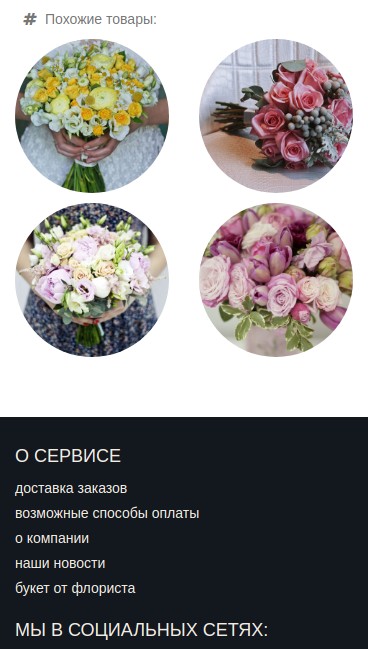 # Похожие товары:
О СЕРВИСЕ
доставка заказов
возможные способы оплаты
о компании
наши новости
букет от флориста
МЫ В СОЦИАЛЬНЫХ СЕТЯХ: